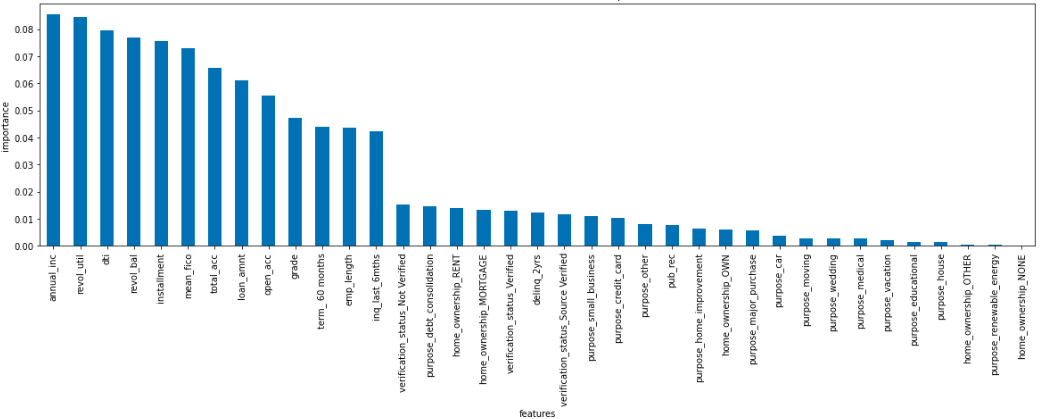 importance
0.08
0.07
0.06
0.05
0.04
0.03
0.02
0.01
0.00
annual_inc
revol_util
dti
revol_bal
installment
mean_fico
total_acc
loan_amnt
open_acc
grade
term_ 60 months
emp_length
inq_last_6mths
verification_status_Not Verified
purpose_debt_consolidation
home_ownership_RENT
home_ownership_MORTGAGE
verification_status_Verified
delinq_2yrs
verification_status_Source Verified
purpose_small_business
purpose_credit_card
purpose_other
pub_rec
purpose_home_improvement
home_ownership_OWN
purpose_major_purchase
purpose_car
purpose_moving
purpose_wedding
purpose_medical
purpose_vacation
purpose_educational
purpose_house
home_ownership_OTHER
purpose_renewable_energy
home_ownership_NONE
features